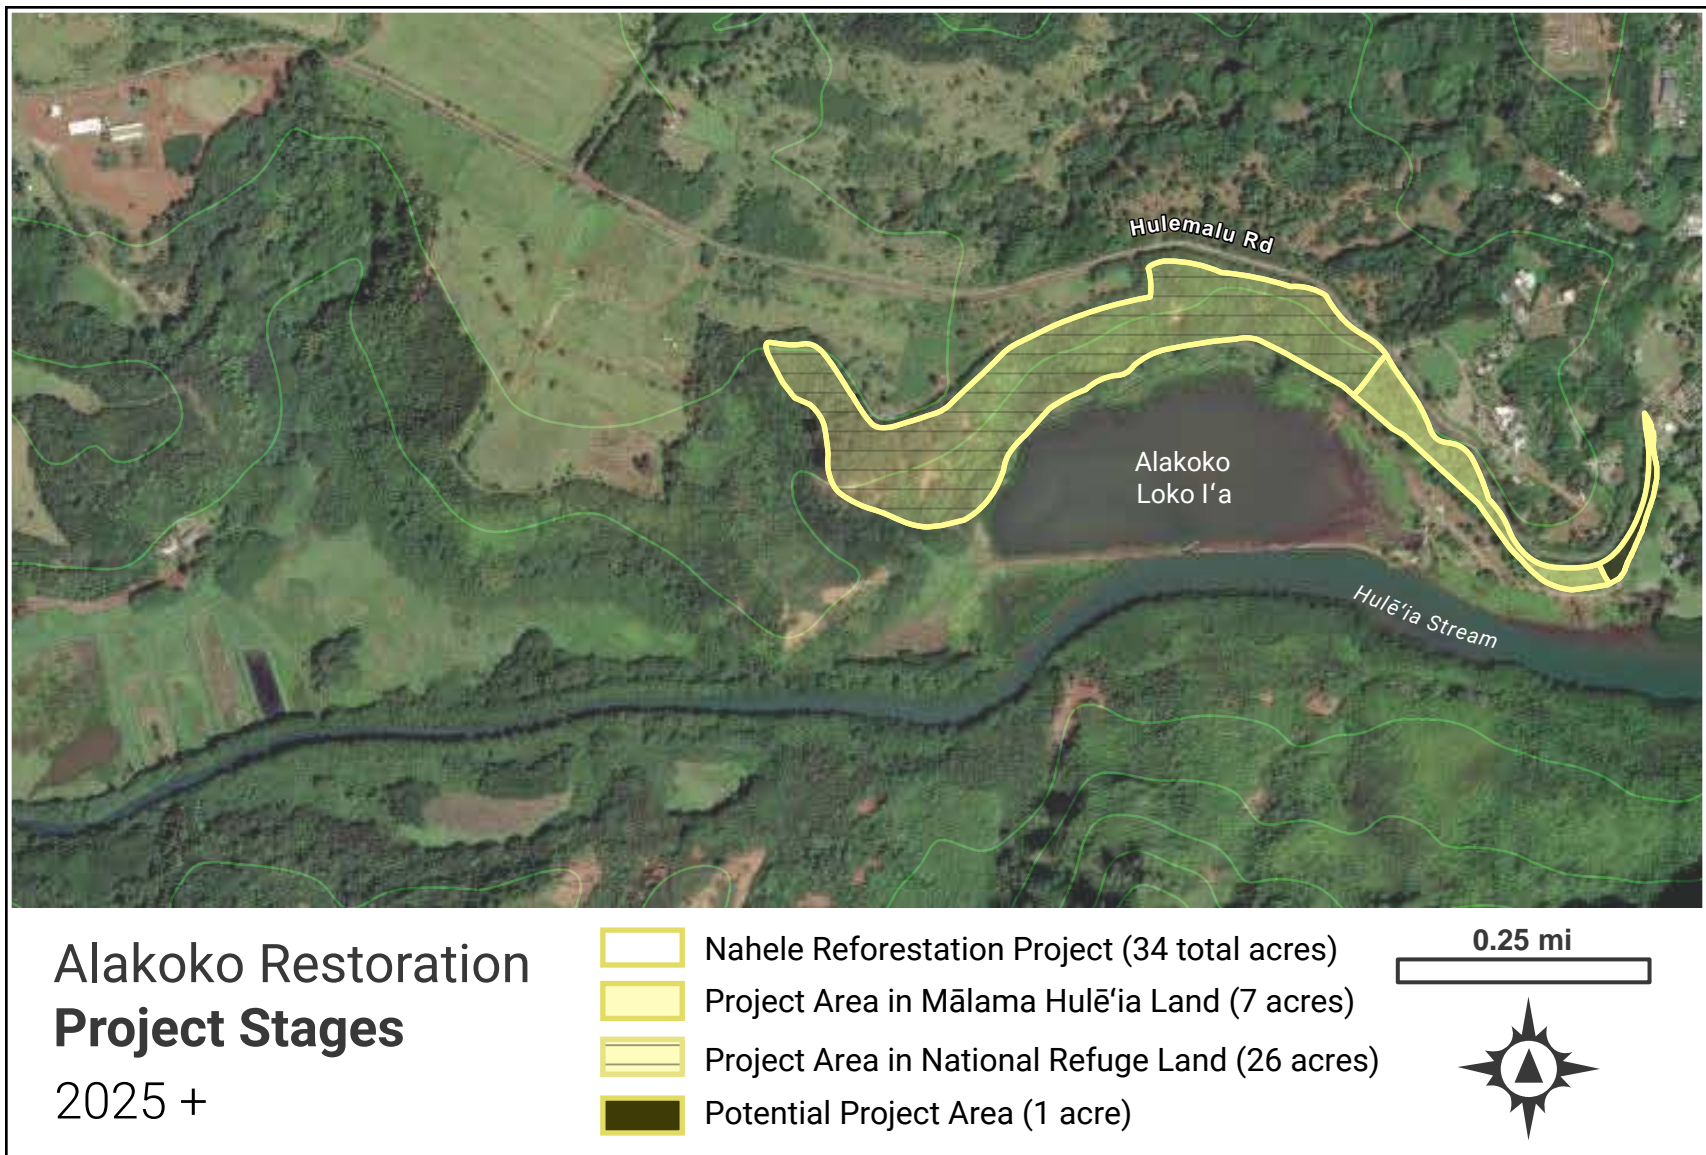 Hulemalu Rd
Alakoko
Loko Iʻa
Hulēʻia Stream
Alakoko Restoration
Project Stages
2025 +
Nahele Reforestation Project (34 total acres)
Project Area in Mālama Hulēʻia Land (7 acres)
Project Area in National Refuge Land (26 acres)
Potential Project Area (1 acre)
0.25 mi